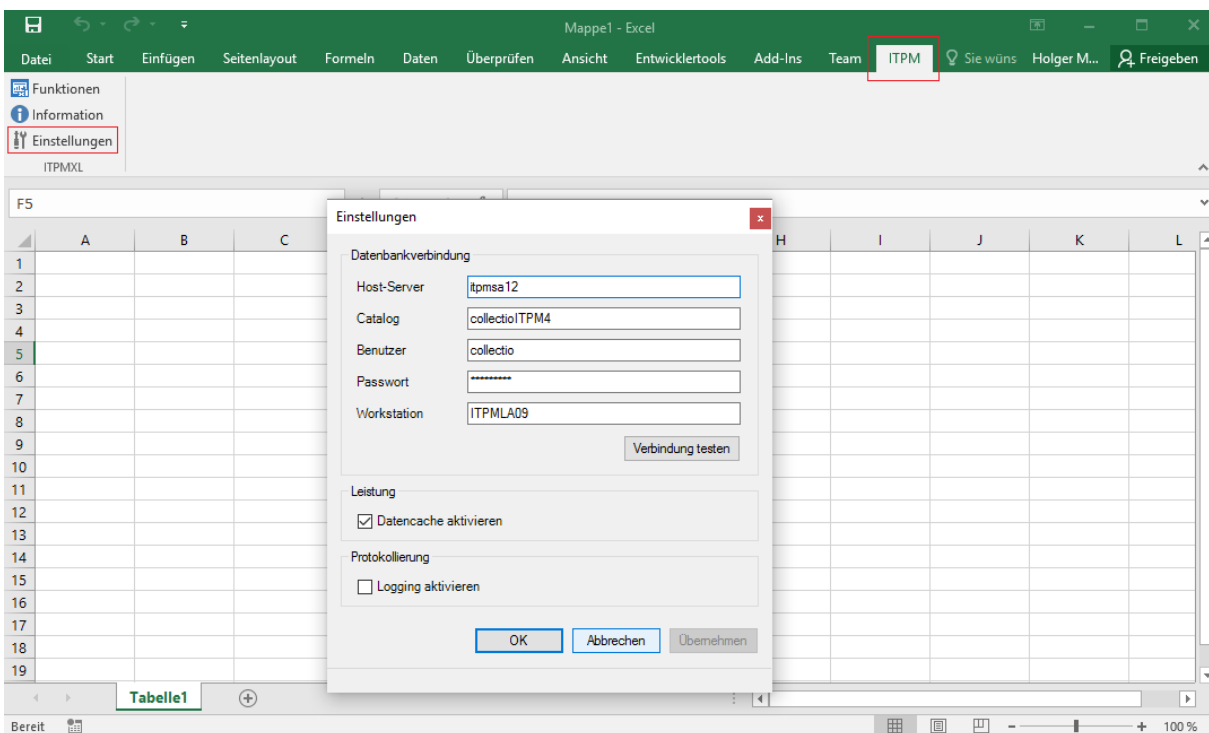 Mappe1 - Excel
Datei Start Einfügen Seitenlayout Formeln Daten Überprüfen Ansicht Entwicklertools Add-Ins Team ITPM Sie wüns Holger M... Freigeben
Funktionen
Information
Einstellungen
ITPMXL
F5
Einstellungen x
A B C H I J K L
Datenbankverbindung
1
Host-Server itpmsa12
2
3
Catalog collectioITPM4
4
Benutzer collectio
5
6
Passwort *********
7
Workstation ITPMLA09
8
9
Verbindung testen
10
11
Leistung
12
Datencache aktivieren
13
14
Protokollierung
15
Logging aktivieren
16
17
18
OK Abbrechen Übernehmen
19
Tabelle1
Bereit 100 %